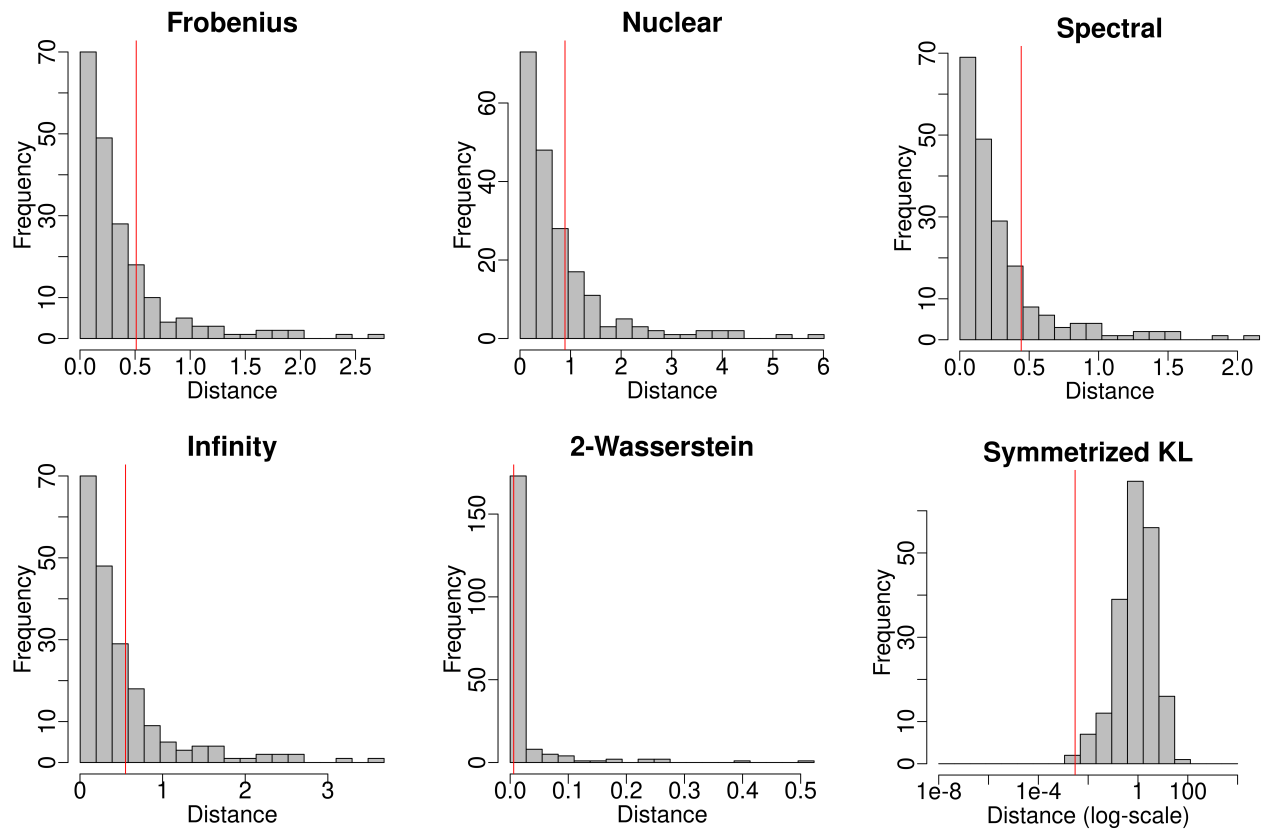 Frobenius
Frequency
0
10
30
50
70
0.0
0.5
1.0
1.5
2.0
2.5
Distance
Nuclear
Frequency
0
20
40
60
0
1
2
3
4
5
6
Distance
Spectral
Frequency
0
10
30
50
70
0.0
0.5
1.0
1.5
2.0
Distance
Infinity
Frequency
0
10
30
50
70
0
1
2
3
Distance
2-Wasserstein
Frequency
0
50
100
150
0.0
0.1
0.2
0.3
0.4
0.5
Distance
Symmetrized KL
Frequency
0
10
30
50
1e-8
1e-4
1
100
Distance (log-scale)